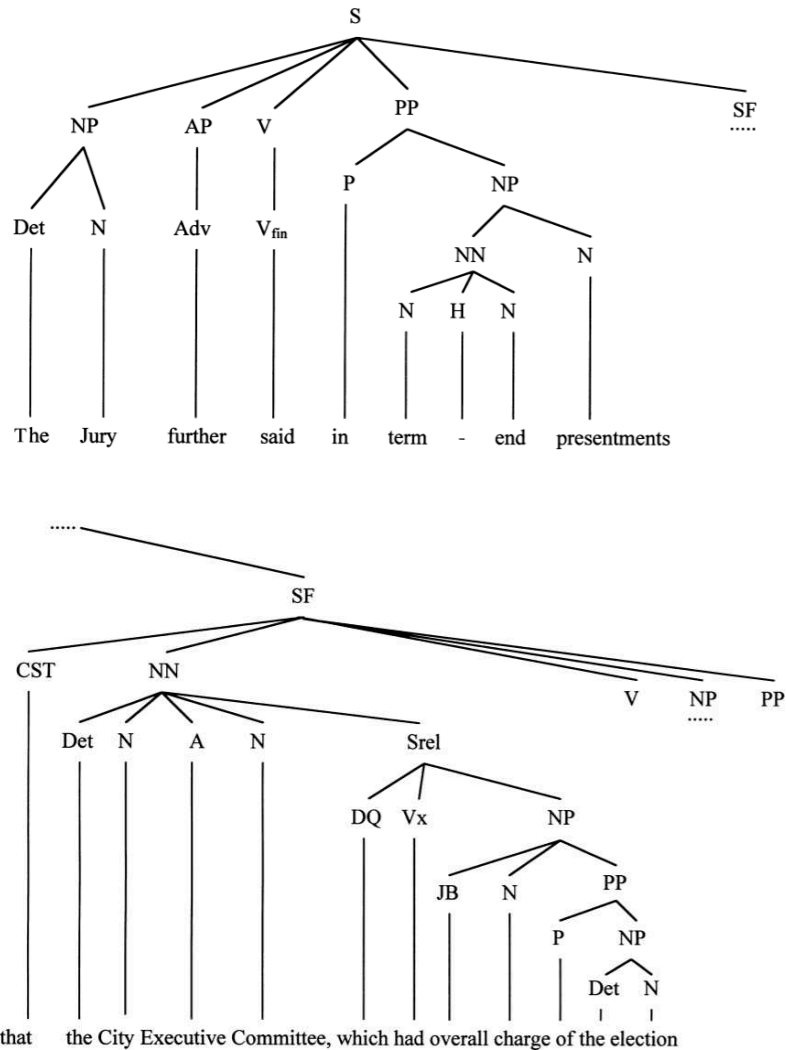 S
PP
SF
NP AP V
.....
P NP
Det N Adv Vfin
NN N
N H N
The Jury further said in term - end presentments
.....
SF
CST NN
V NP PP
.....
Det N A N Srel
DQ Vx NP
JB N PP
P NP
Det N
that the City Executive Committee, which had overall charge of the election